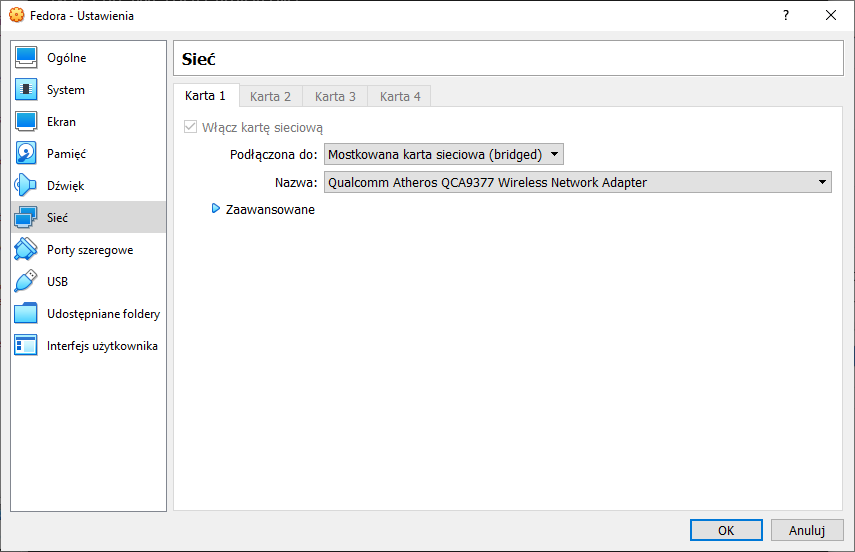 Fedora - Ustawienia
?
Ogólne
System
Ekran
Pamięć
Dźwięk
Sieć
Porty szeregowe
USB
Udostępniane foldery
Interfejs użytkownika
Sieć
Karta 1 Karta 2 Karta 3 Karta 4
Włącz kartę sieciową
Podłączona do: Mostkowana karta sieciowa (bridged)
Nazwa: Qualcomm Atheros QCA9377 Wireless Network Adapter
Zaawansowane
OK Anuluj